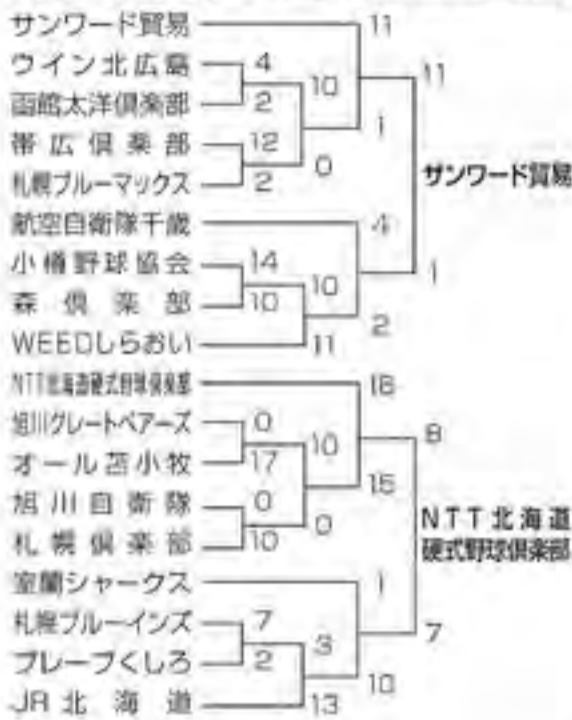 サンワード貿易 11
ウイン北広島 4 10 11
函館太洋倶楽部 2 1
帯広倶楽部 12 0
札幌ブルーマックス 2 サンワード貿易
航空自衛隊千歳 4
小樽野球協会 14 10 1
森倶楽部 10 2
WEEDしらおい 11
NTT北海道硬式野球倶楽部 16
旭川グレートベアーズ 0 10 8
オール苫小牧 17 15
旭川自衛隊 0 0 NTT北海道
札幌倶楽部 10 硬式野球倶楽部
室蘭シャークス 1
札幌ブルーインズ 7 3 7
ブレーブくしろ 2 10
JR北海道 13